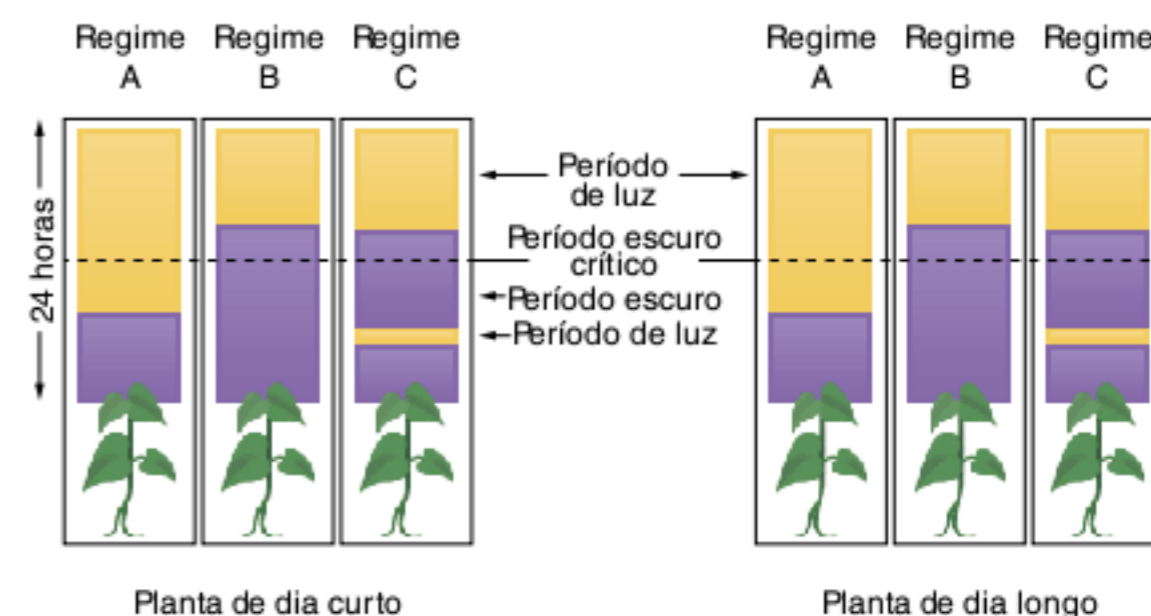 Regime A
Regime B
Regime C
Regime A
Regime B
Regime C
24 horas
Período
de luz
Período escuro
crítico
Período escuro
Período de luz
Planta de dia curto
Planta de dia longo